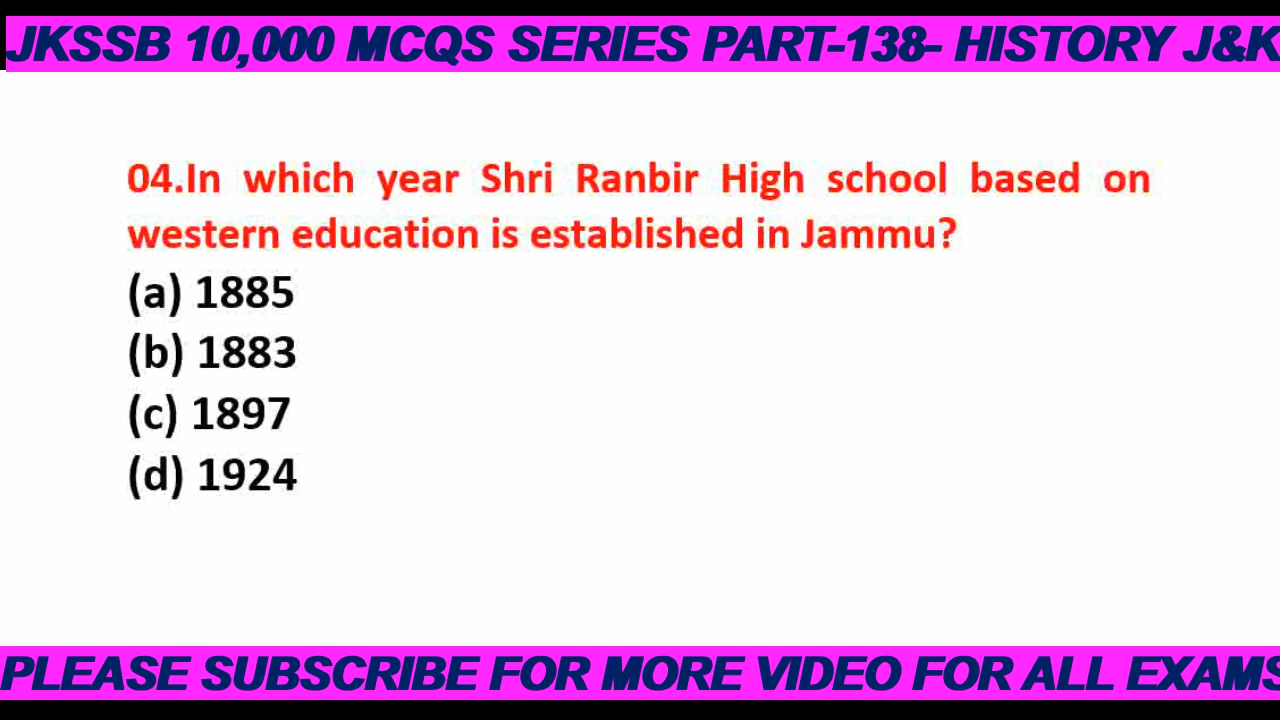 JKSSB 10,000 MCQS SERIES PART-138- HISTORY J&K
04.In which year Shri Ranbir High school based on
western education is established in Jammu?
(a) 1885
(b) 1883
(c) 1897
(d) 1924
PLEASE SUBSCRIBE FOR MORE VIDEO FOR ALL EXAMS